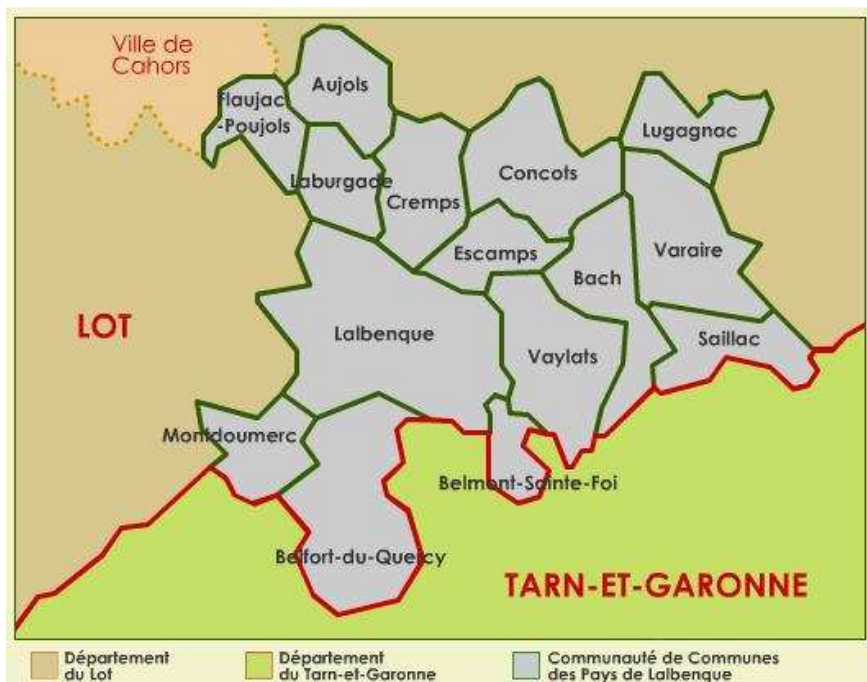 Ville de
Cahors
Aujols
Flaujac
-Poujols
Lugagnac
Laburgade
Concots
Cremps
Escamps
Varaire
Bach
LOT
Lalbenque
Saillac
Vaylats
Montdoumerc
Belmont-Sainte-Foi
Belfort-du-Quercy
TARN-ET-GARONNE
Département
du Lot
Département
du Tarn-et-Garonne
Communauté de Communes
des Pays de Lalbenque